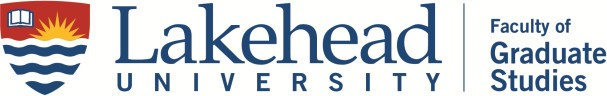 Lakehead
UNIVERSITY
Faculty of
Graduate
Studies